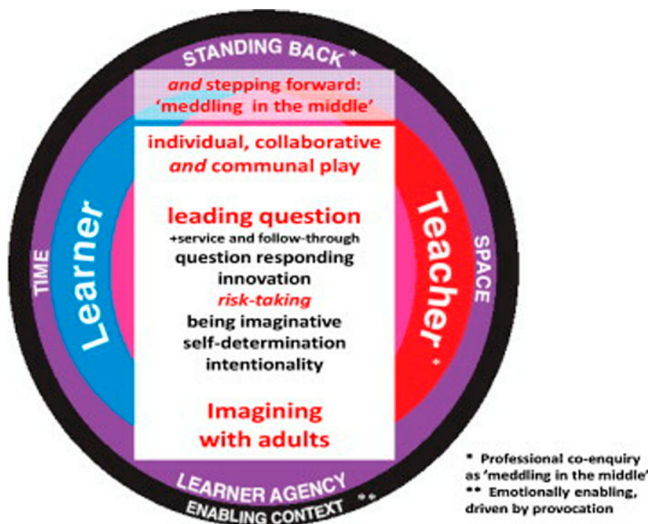 STANDING BACK *
and stepping forward:
‘meddling in the middle’
individual, collaborative
and communal play
leading question
+service and follow-through
question responding
innovation
risk-taking
being imaginative
self-determination
intentionality
Imagining
with adults
TIME
Learner
Teacher *
SPACE
LEARNER AGENCY
ENABLING CONTEXT **
* Professional co-enquiry
as ‘meddling in the middle’
** Emotionally enabling,
driven by provocation